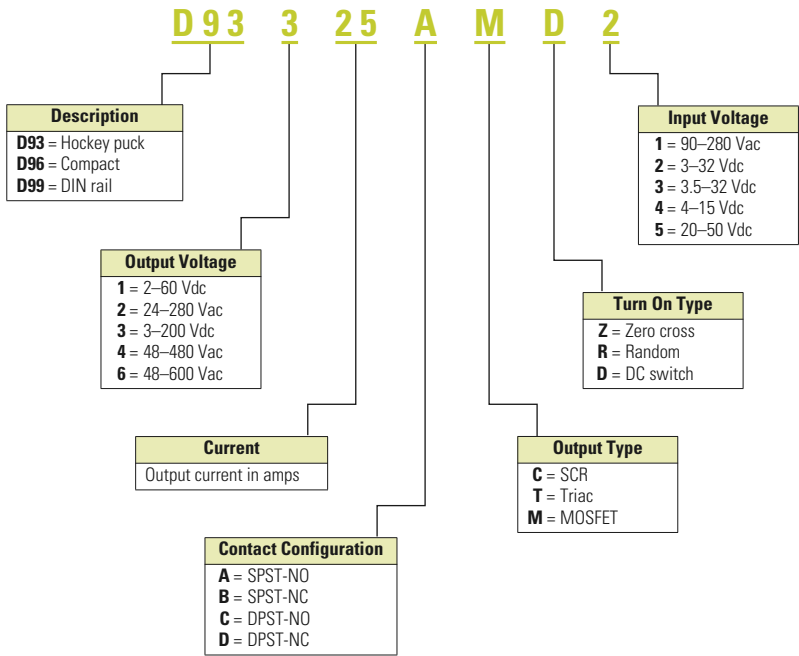 D93 3 25 A M D 2
Description
D93 = Hockey puck
D96 = Compact
D99 = DIN rail
Input Voltage
1 = 90–280 Vac
2 = 3–32 Vdc
3 = 3.5–32 Vdc
4 = 4–15 Vdc
5 = 20–50 Vdc
Output Voltage
1 = 2–60 Vdc
2 = 24–280 Vac
3 = 3–200 Vdc
4 = 48–480 Vac
6 = 48–600 Vac
Turn On Type
Z = Zero cross
R = Random
D = DC switch
Current
Output current in amps
Output Type
C = SCR
T = Triac
M = MOSFET
Contact Configuration
A = SPST-NO
B = SPST-NC
C = DPST-NO
D = DPST-NC